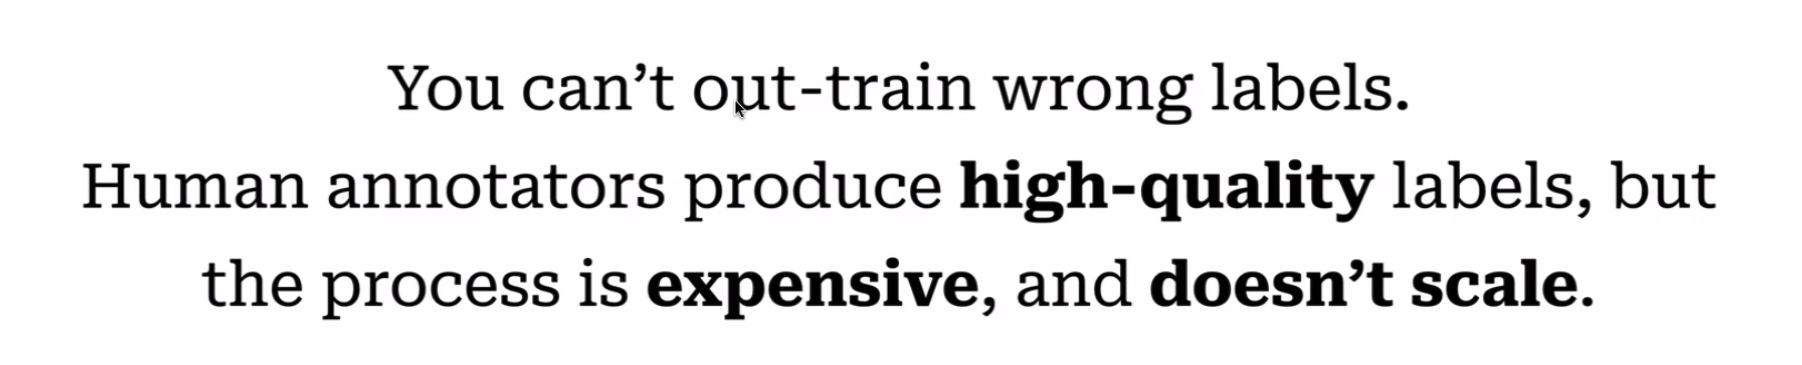 You can’t out-train wrong labels.
Human annotators produce high-quality labels, but
the process is expensive, and doesn’t scale.